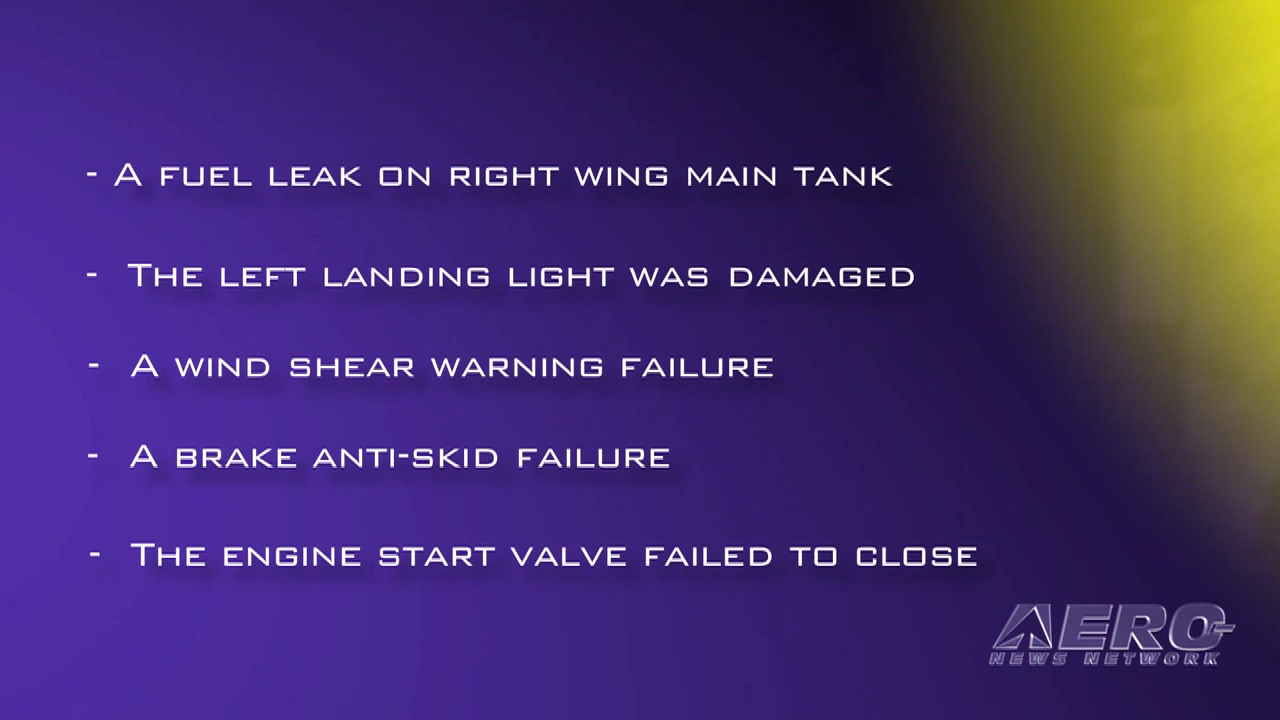 - A FUEL LEAK ON RIGHT WING MAIN TANK
- THE LEFT LANDING LIGHT WAS DAMAGED
- A WIND SHEAR WARNING FAILURE
- A BRAKE ANTI-SKID FAILURE
- THE ENGINE START VALVE FAILED TO CLOSE
AERO
NEWS NETWORK